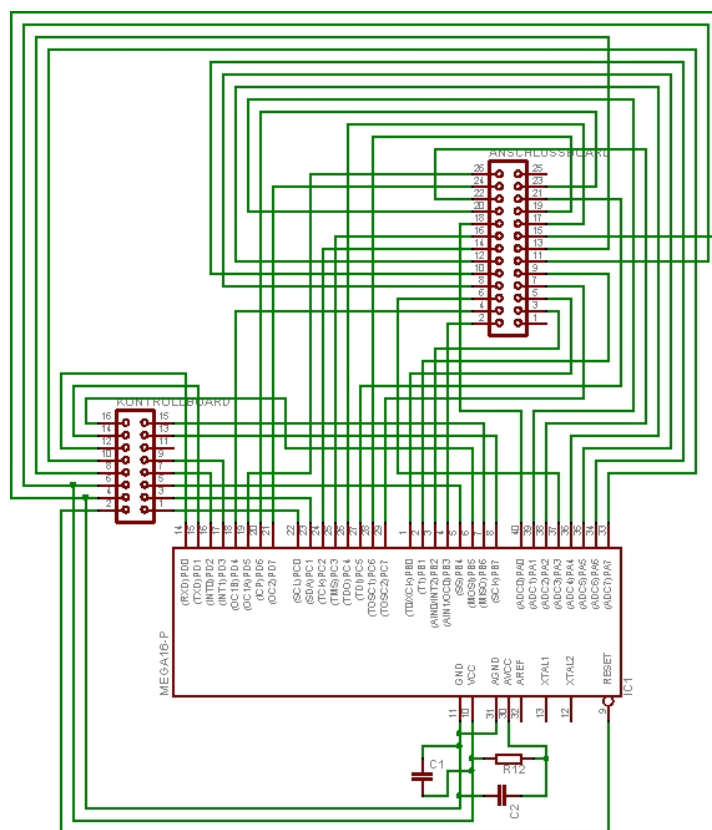 ANSCHLUSSBOARD
26 25
24 23
22 21
20 19
18 17
16 15
14 13
12 11
10 9
8 7
6 5
4 3
2 1
KONTROLLBOARD
16 15
14 13
12 11
10 9
8 7
6 5
4 3
2 1
14 15 16 17 18 19 20 21 22 23 24 25 26 27 28 29 1 2 3 4 5 6 7 8 40 39 38 37 36 35 34 33
(RXD)PD0
(TXD)PD1
(INT0)PD2
(INT1)PD3
(OC1B)PD4
(OC1A)PD5
(ICP)PD6
(OC2)PD7
(SCL)PC0
(SDA)PC1
(TCK)PC2
(TMS)PC3
(TDO)PC4
(TDI)PC5
(TOSC1)PC6
(TOSC2)PC7
(T0/XCK)PB0
(T1)PB1
(AIN0/INT2)PB2
(AIN1/OC0)PB3
(SS)PB4
(MOSI)PB5
(MISO)PB6
(SCK)PB7
(ADC0)PA0
(ADC1)PA1
(ADC2)PA2
(ADC3)PA3
(ADC4)PA4
(ADC5)PA5
(ADC6)PA6
(ADC7)PA7
MEGA16-P
GND
VCC
AGND
AVCC
AREF
XTAL1
XTAL2
RESET
IC1
11 10 31 30 32 13 12 9
C1
R12
C2